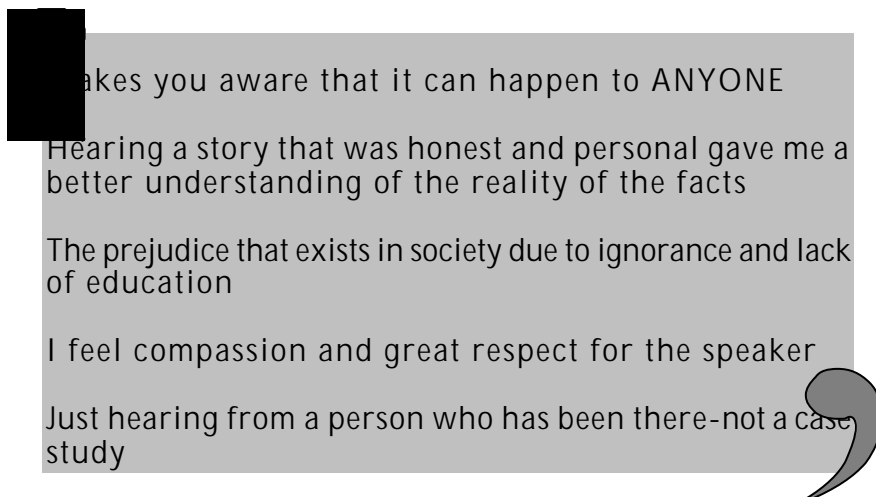 you aware that it can happen to ANYONE
Hearing a story that was honest and personal gave me a
better understanding of the reality of the facts
The prejudice that exists in society due to ignorance and lack
of education
I feel compassion and great respect for the speaker
Just hearing from a person who has been there-not a case
study